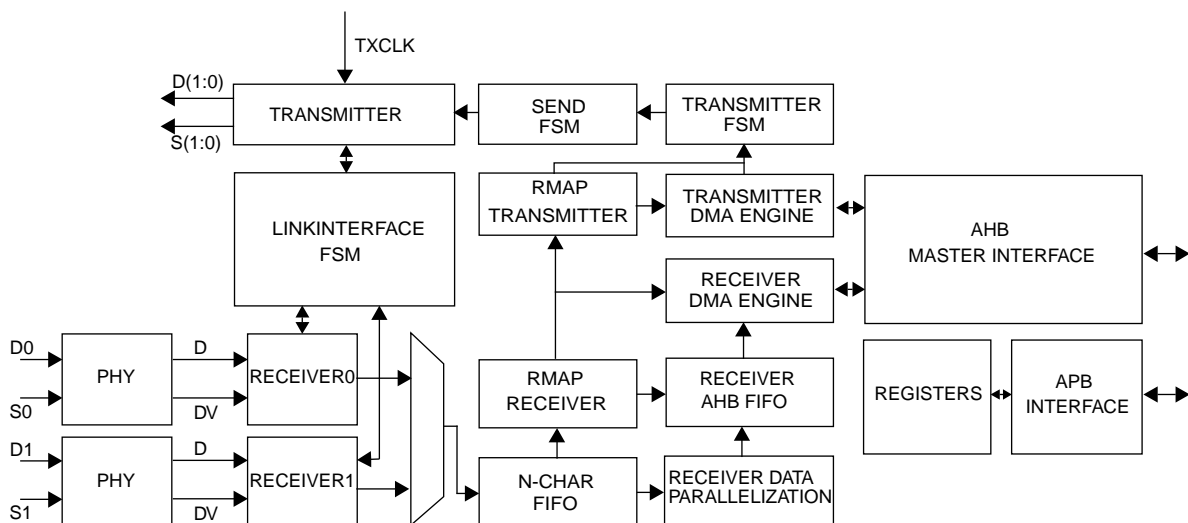 TXCLK
D(1:0)
S(1:0)
TRANSMITTER
SEND
FSM
TRANSMITTER
FSM
LINKINTERFACE
FSM
RMAP
TRANSMITTER
TRANSMITTER
DMA ENGINE
AHB
MASTER INTERFACE
RECEIVER
DMA ENGINE
D0
S0
PHY
D
DV
RECEIVER0
RMAP
RECEIVER
RECEIVER
AHB FIFO
REGISTERS
APB
INTERFACE
D1
S1
PHY
D
DV
RECEIVER1
N-CHAR
FIFO
RECEIVER DATA
PARALLELIZATION